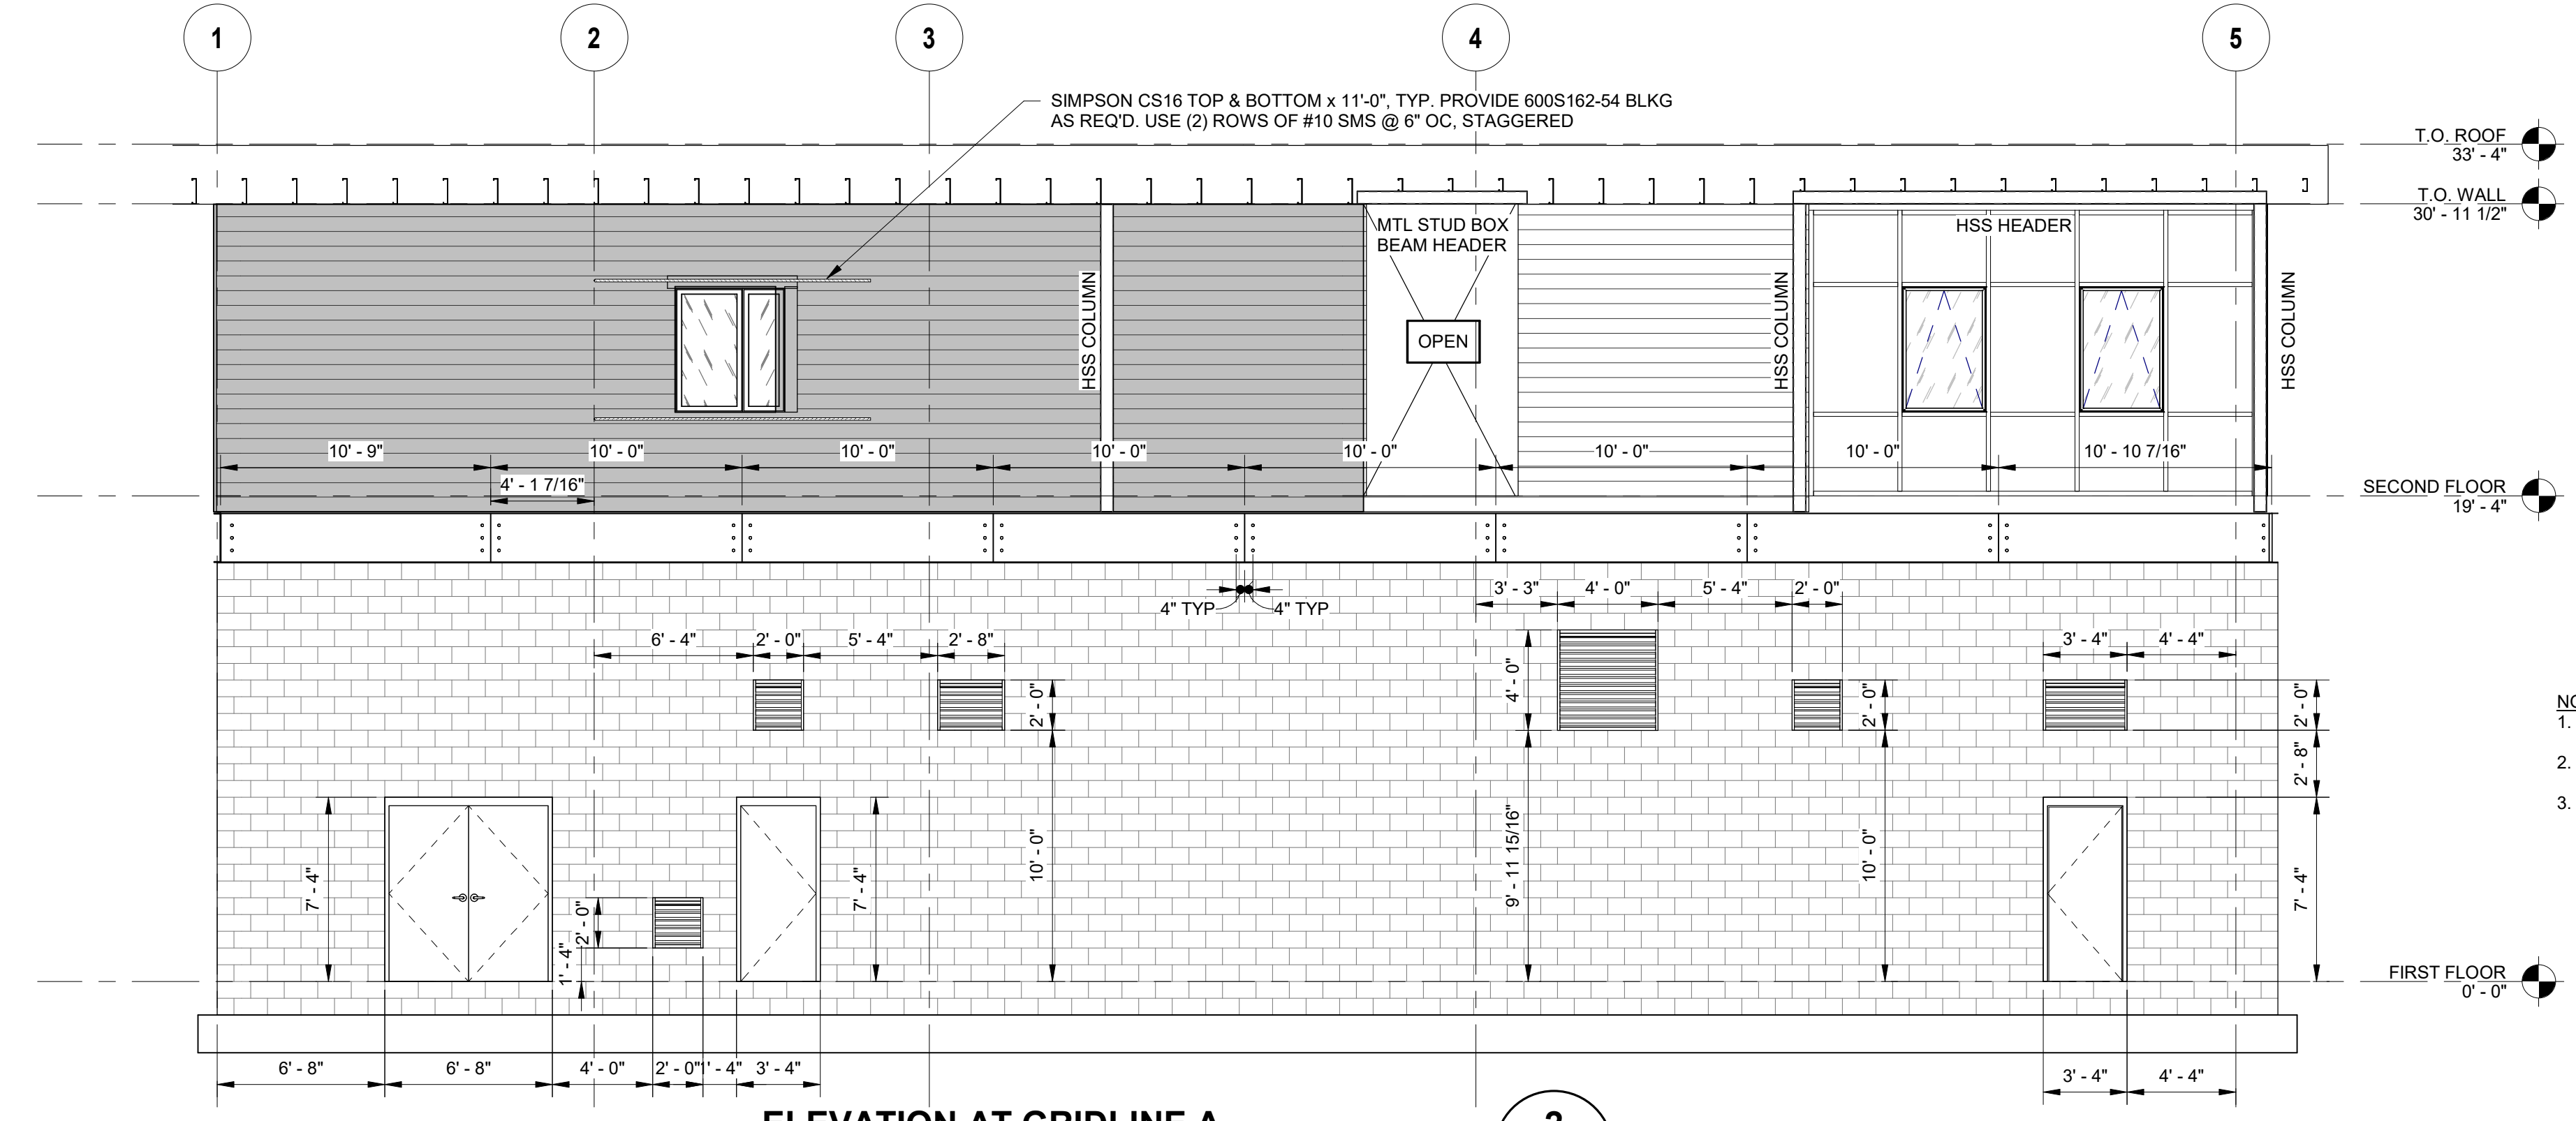 1
2
3
4
5
SIMPSON CS16 TOP & BOTTOM x 11'-0", TYP. PROVIDE 600S162-54 BLKG
AS REQ'D. USE (2) ROWS OF #10 SMS @ 6" OC, STAGGERED
T.O. ROOF
33' - 4"
T.O. WALL
30' - 11 1/2"
MTL STUD BOX
BEAM HEADER
HSS HEADER
HSS COLUMN
HSS COLUMN
HSS COLUMN
OPEN
10' - 9"
10' - 0"
10' - 0"
10' - 0"
10' - 0"
10' - 0"
10' - 0"
10' - 10 7/16"
4' - 1 7/16"
SECOND FLOOR
19' - 4"
4" TYP
4" TYP
3' - 3"
4' - 0"
5' - 4"
2' - 0"
6' - 4"
2' - 0"
5' - 4"
2' - 8"
3' - 4"
4' - 4"
2' - 0"
4' - 0"
2' - 0"
2' - 0"
2' - 8"
1.
2.
3.
7' - 4"
2' - 0"
1' - 4"
7' - 4"
10' - 0"
9' - 11 15/16"
10' - 0"
7' - 4"
FIRST FLOOR
0' - 0"
6' - 8"
6' - 8"
4' - 0"
2' - 0"
1' - 4"
3' - 4"
3' - 4"
4' - 4"
ELEVATION AT GRIDLINE A